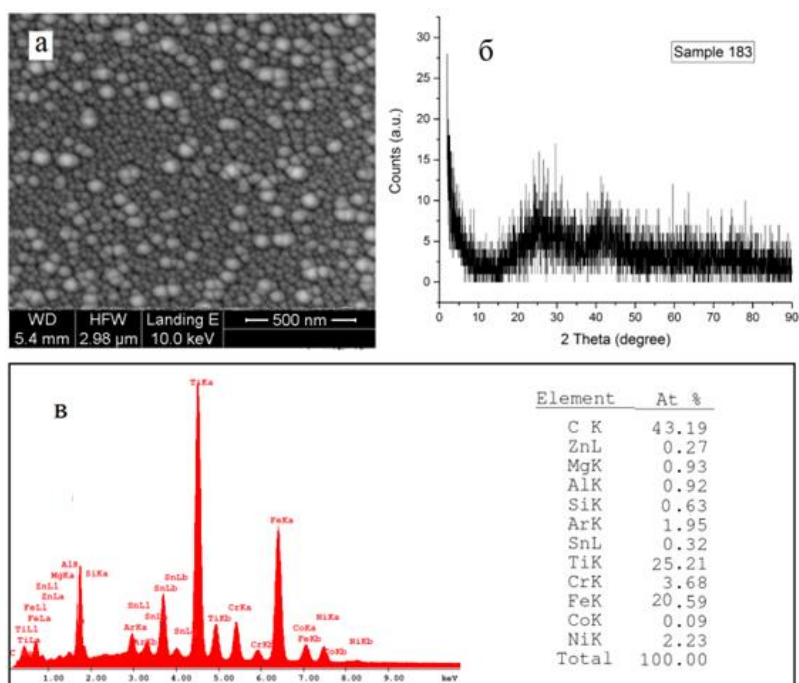 а
WD HFW Landing E 500 nm
5.4 mm 2.98 µm 10.0 keV
б
Sample 183
Counts (a.u.)
30
25
20
15
10
5
0
0 10 20 30 40 50 60 70 80 90
2 Theta (degree)
в
TiKa
FeKa
AlK
MgKa SiKa
ZnLl
ZnLa
FeLl
FeLa
TiLl
TiLa
C
SnLb
SnLb
SnLl
SnLa
ArKa
ArKb
SnL
TiKb
CrKa
CrKb
NiKa
CoKa
FeKb
CoKb
NiKb
1.00 2.00 3.00 4.00 5.00 6.00 7.00 8.00 9.00 keV
Element At %
C K 43.19
ZnL 0.27
MgK 0.93
AlK 0.92
SiK 0.63
ArK 1.95
SnL 0.32
TiK 25.21
CrK 3.68
FeK 20.59
CoK 0.09
NiK 2.23
Total 100.00